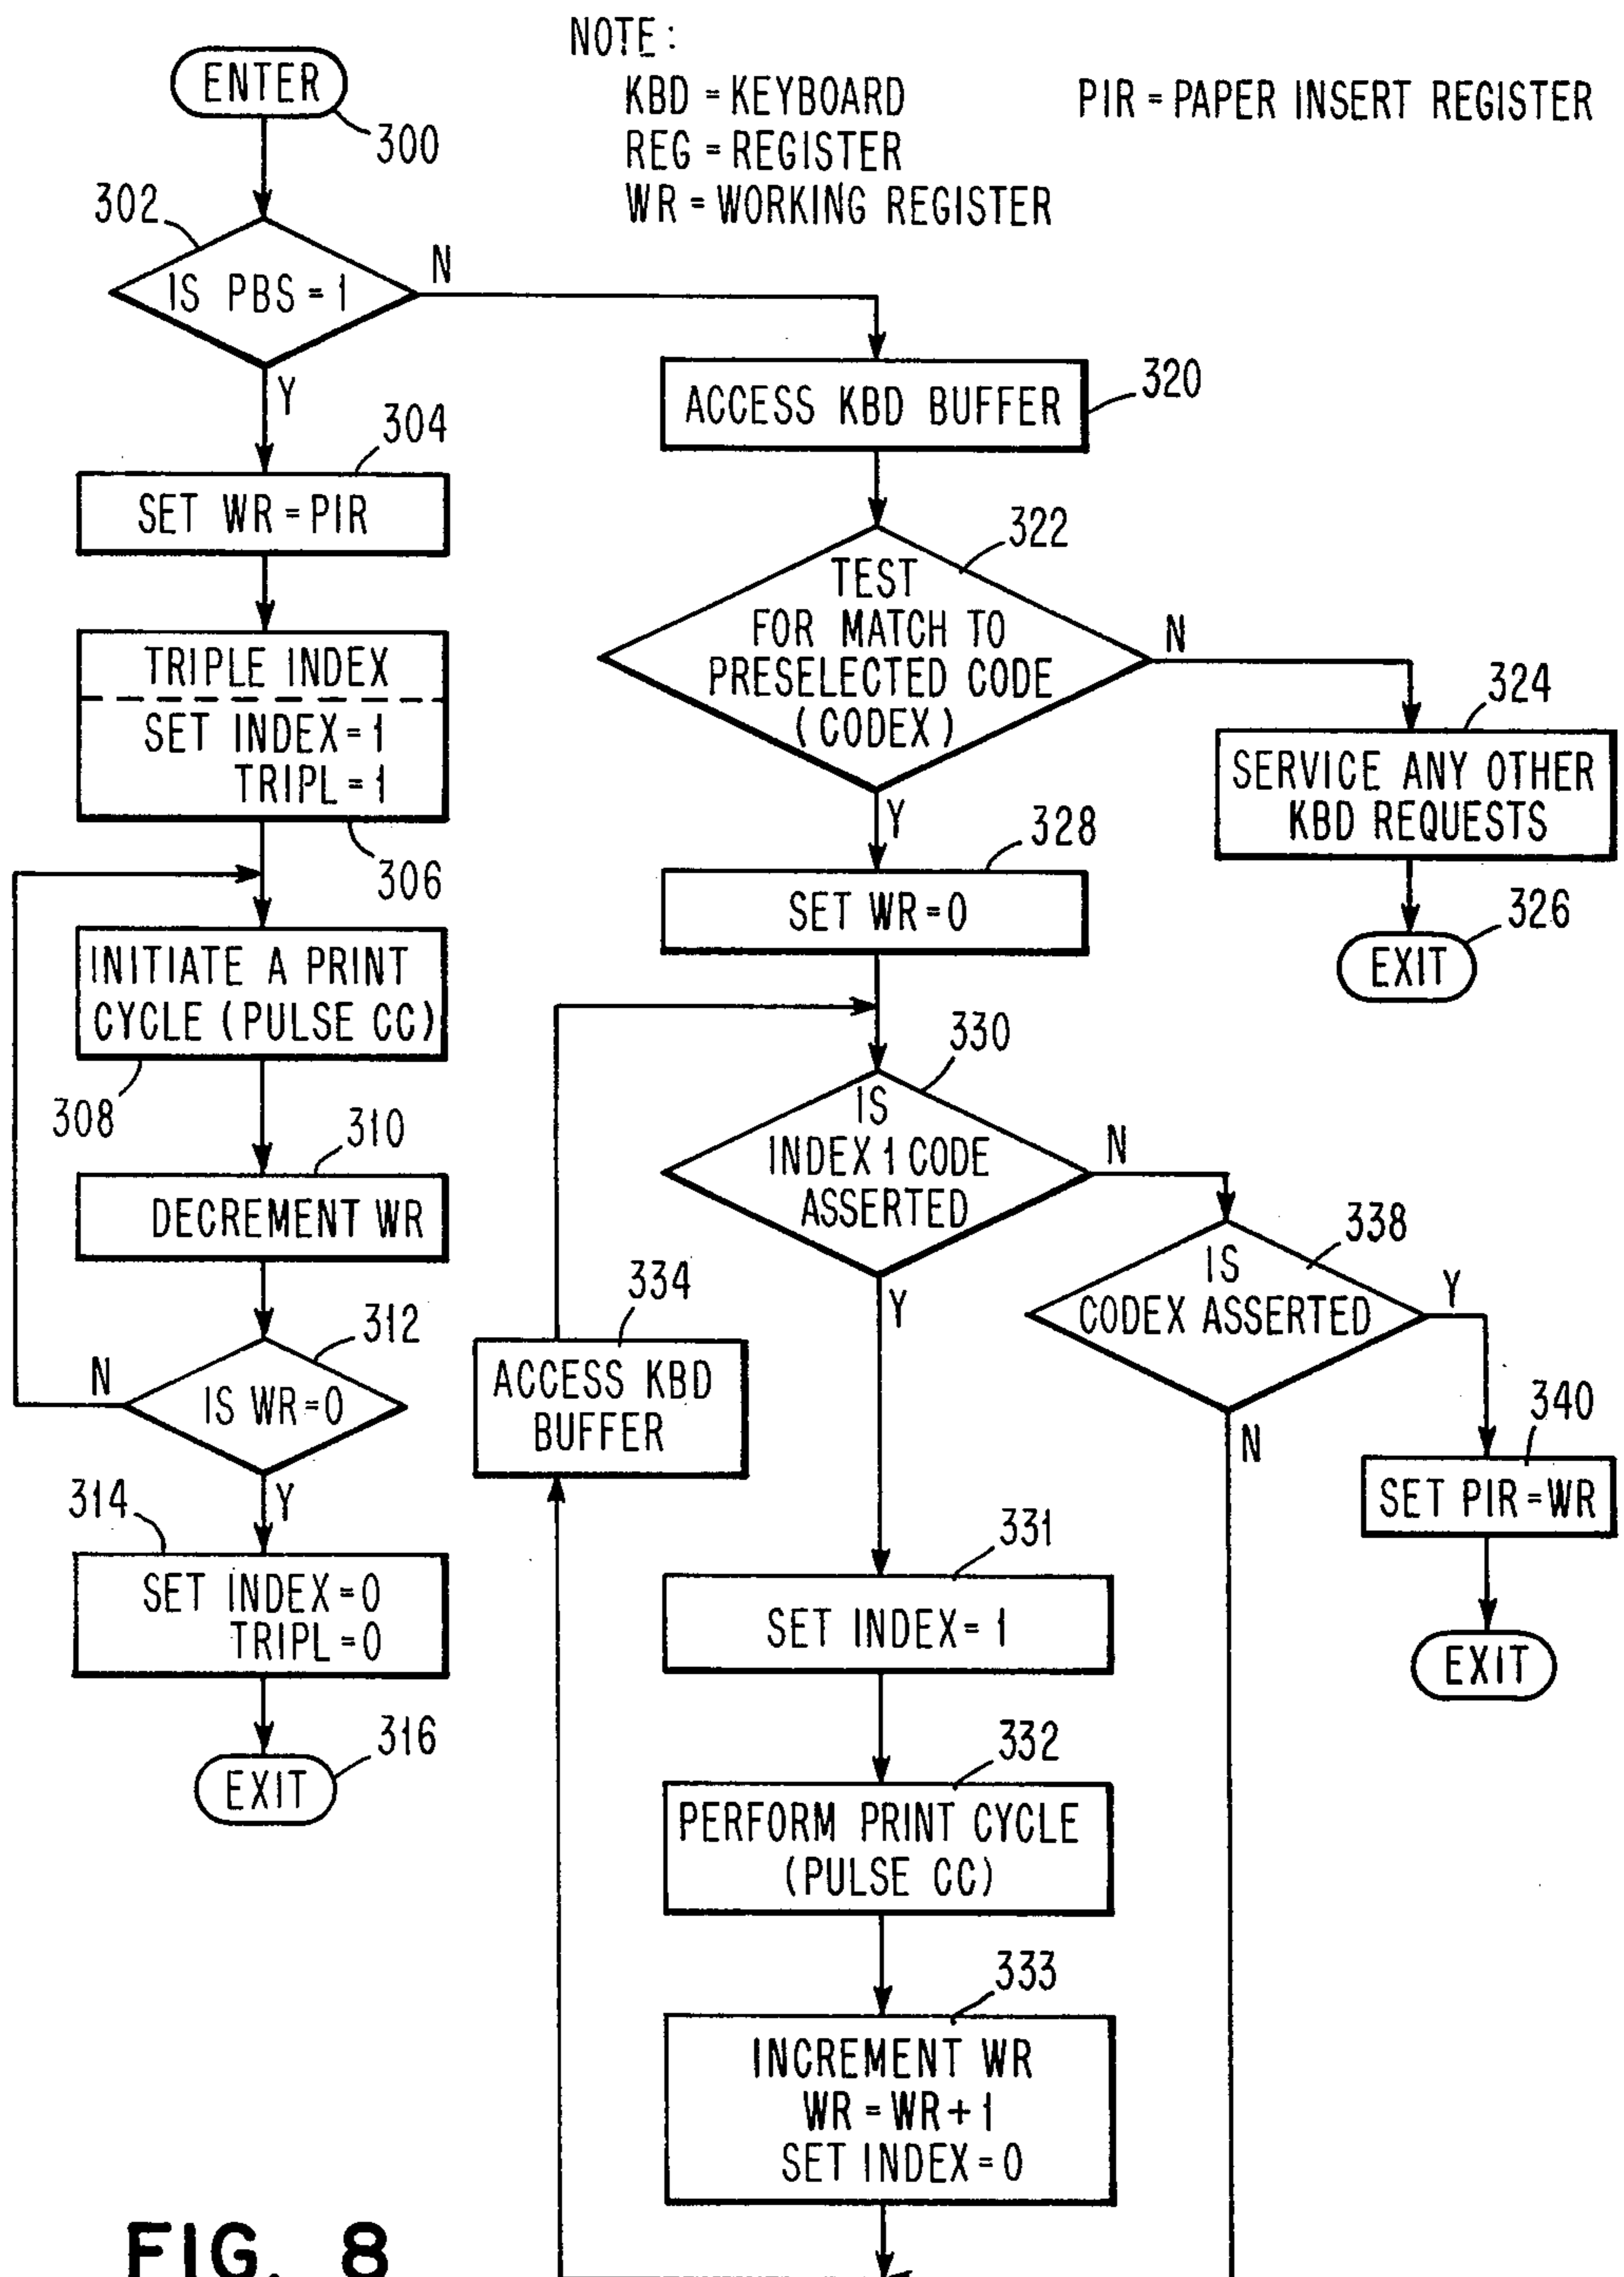 NOTE:
KBD = KEYBOARD
REG = REGISTER
WR = WORKING REGISTER
PIR = PAPER INSERT REGISTER
ENTER
300
302
IS PBS = 1
N
Y
304
SET WR = PIR
TRIPLE INDEX
SET INDEX = 1
TRIPL = 1
306
INITIATE A PRINT
CYCLE (PULSE CC)
308
310
DECREMENT WR
312
IS WR = 0
N
Y
314
SET INDEX = 0
TRIPL = 0
316
EXIT
ACCESS KBD BUFFER
320
322
TEST
FOR MATCH TO
PRESELECTED CODE
(CODEX)
N
Y
324
SERVICE ANY OTHER
KBD REQUESTS
326
EXIT
328
SET WR = 0
330
IS
INDEX 1 CODE
ASSERTED
N
Y
334
ACCESS KBD
BUFFER
338
IS
CODEX ASSERTED
Y
N
340
SET PIR = WR
EXIT
331
SET INDEX = 1
332
PERFORM PRINT CYCLE
(PULSE CC)
333
INCREMENT WR
WR = WR + 1
SET INDEX = 0
FIG. 8